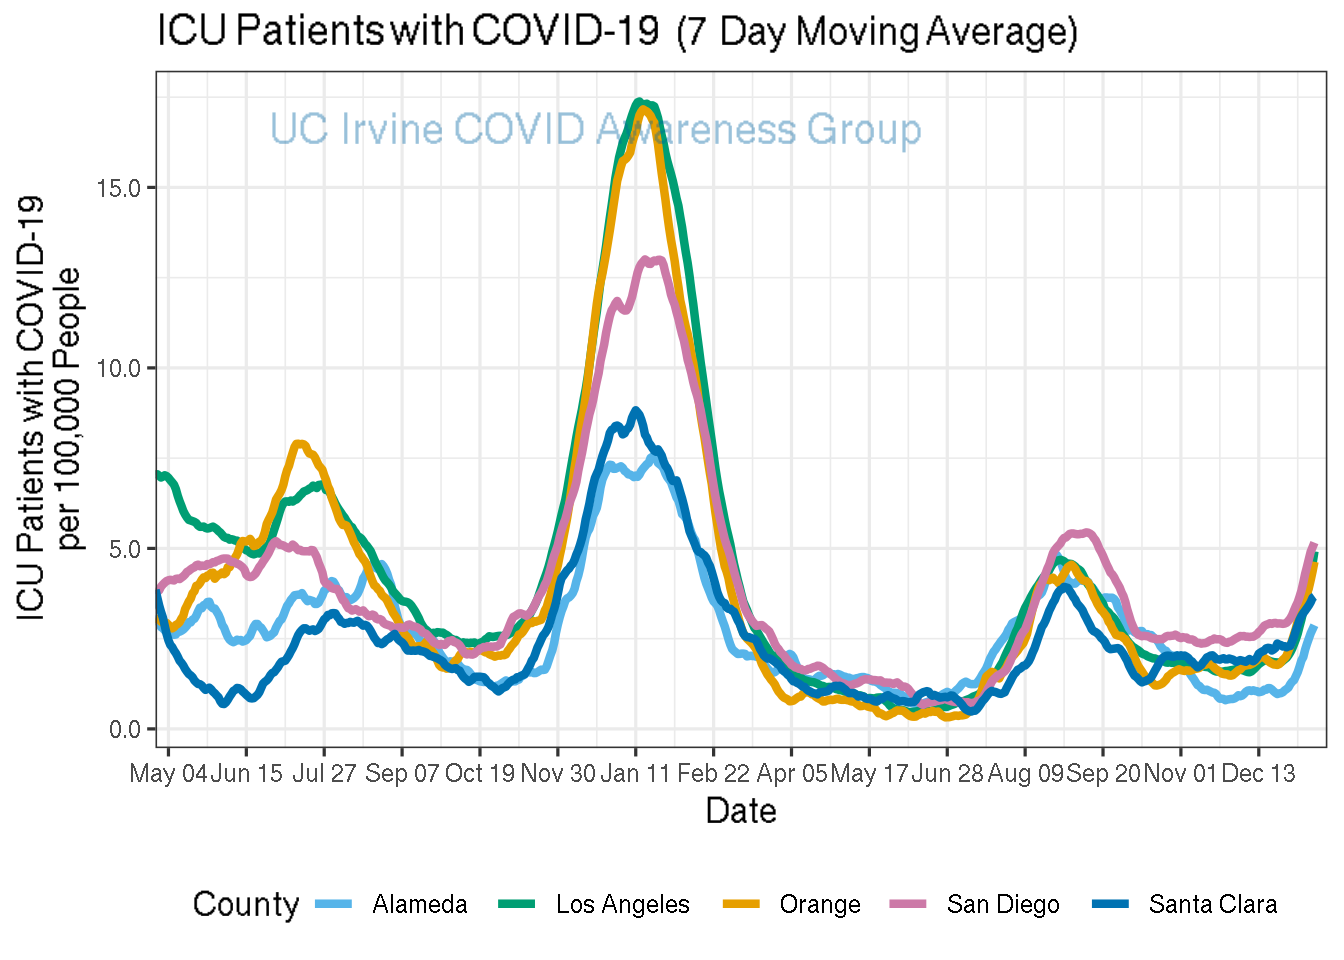 ICU Patients with COVID-19 (7 Day Moving Average)
UC Irvine COVID Awareness Group
ICU Patients with COVID-19
per 100,000 People
15.0
10.0
5.0
0.0
May 04 Jun 15 Jul 27 Sep 07 Oct 19 Nov 30 Jan 11 Feb 22 Apr 05 May 17 Jun 28 Aug 09 Sep 20 Nov 01 Dec 13
Date
County Alameda Los Angeles Orange San Diego Santa Clara